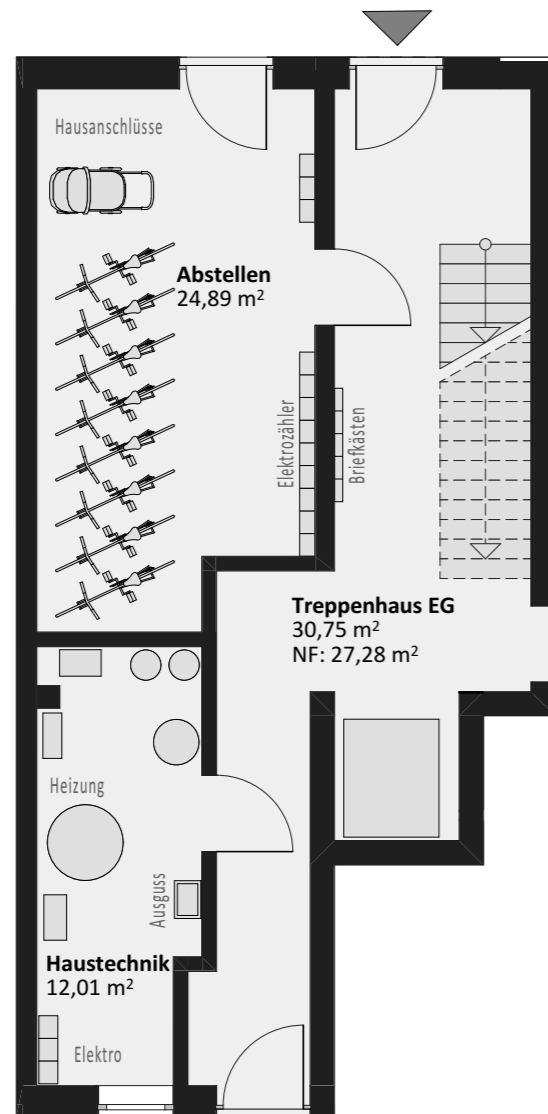 Hausanschlüsse
Abstellen
24,89 m²
Elektrozähler
Briefkästen
Treppenhaus EG
30,75 m²
NF: 27,28 m²
Heizung
Ausguss
Haustechnik
12,01 m²
Elektro